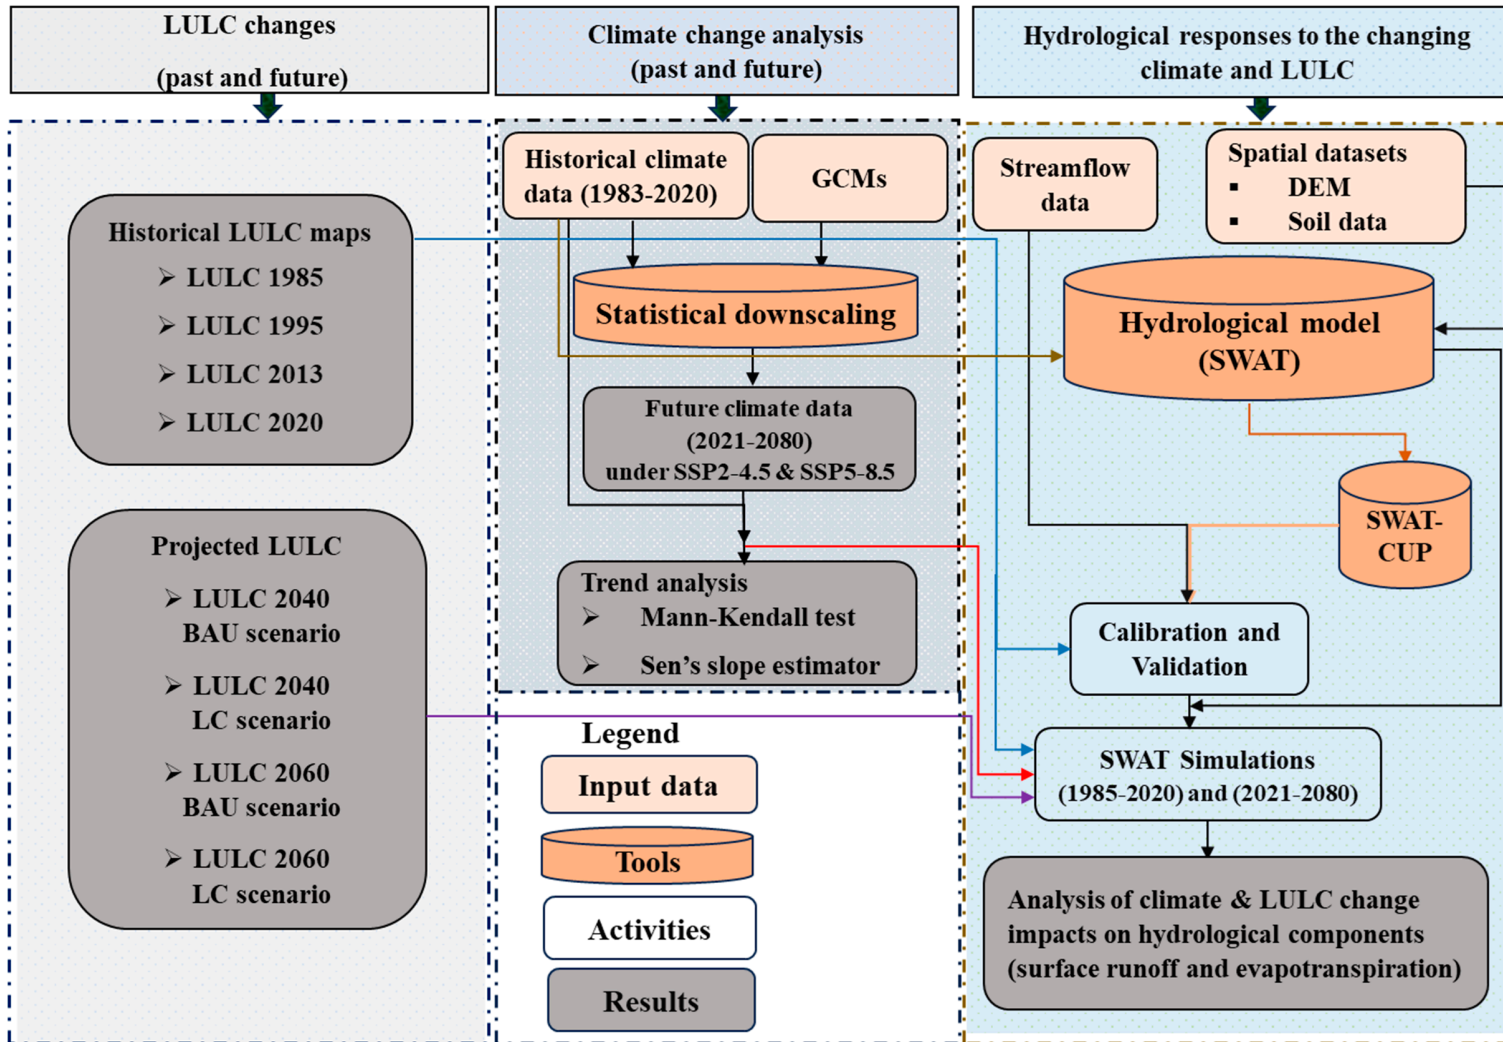 LULC changes
(past and future)
Climate change analysis
(past and future)
Hydrological responses to the changing
climate and LULC
Historical LULC maps
➢ LULC 1985
➢ LULC 1995
➢ LULC 2013
➢ LULC 2020
Projected LULC
➢ LULC 2040
BAU scenario
➢ LULC 2040
LC scenario
➢ LULC 2060
BAU scenario
➢ LULC 2060
LC scenario
Historical climate
data (1983-2020)
GCMs
Statistical downscaling
Future climate data
(2021-2080)
under SSP2-4.5 & SSP5-8.5
Trend analysis
➢ Mann-Kendall test
➢ Sen’s slope estimator
Legend
Input data
Tools
Activities
Results
Streamflow
data
Spatial datasets
▪ DEM
▪ Soil data
Hydrological model
(SWAT)
SWAT-
CUP
Calibration and
Validation
SWAT Simulations
(1985-2020) and (2021-2080)
Analysis of climate & LULC change
impacts on hydrological components
(surface runoff and evapotranspiration)